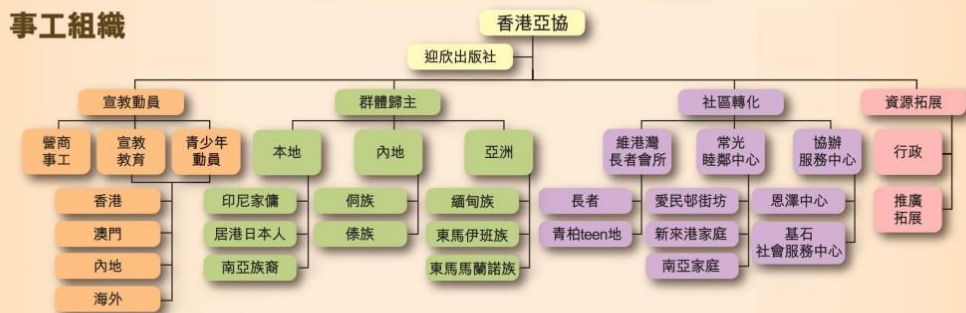 事工組織
香港亞協
迎欣出版社
宣教動員
群體歸主
社區轉化
資源拓展
營商
事工
宣教
教育
青少年
動員
本地
內地
亞洲
維港灣
長者會所
常光
睦鄰中心
協辦
服務中心
行政
推廣
拓展
香港
澳門
內地
海外
印尼家傭
居港日本人
南亞族裔
侗族
傣族
緬甸族
東馬伊班族
東馬馬蘭諾族
長者
青柏teen地
愛民邨街坊
新來港家庭
南亞家庭
恩澤中心
基石
社會服務中心